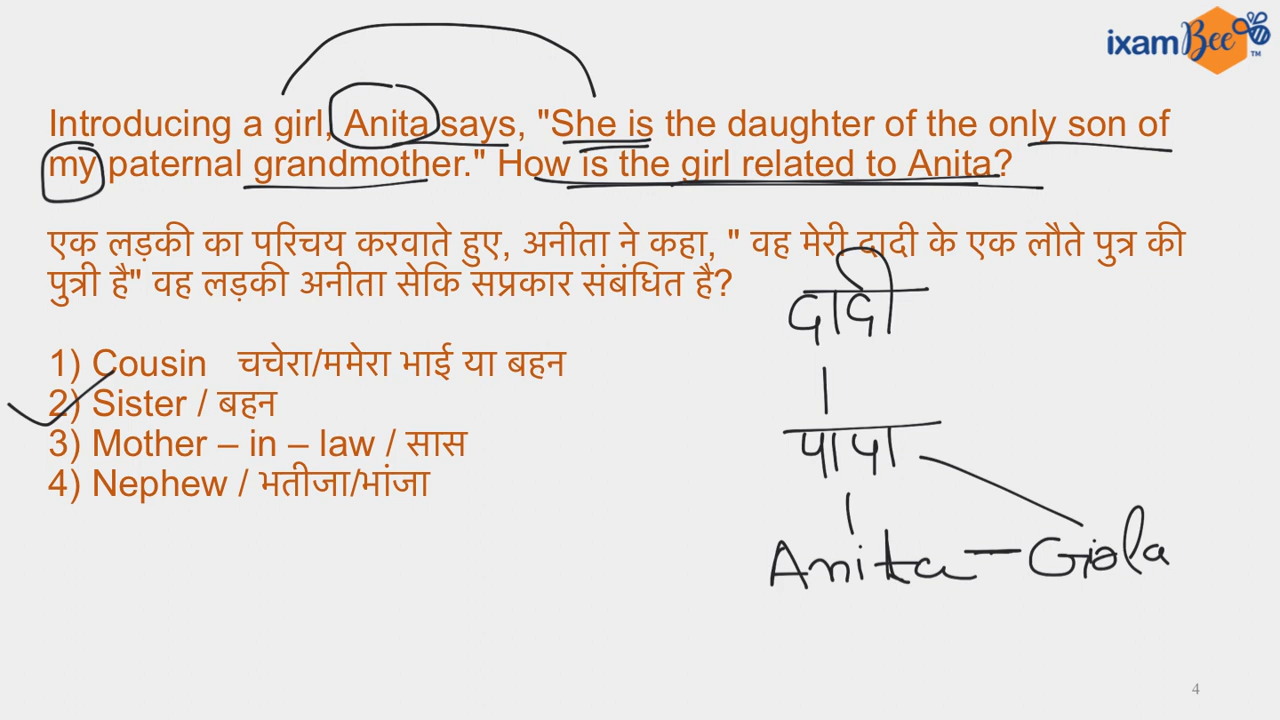 ixamBee™
Introducing a girl, Anita says, "She is the daughter of the only son of
my paternal grandmother." How is the girl related to Anita?
एक लड़की का परिचय करवाते हुए, अनीता ने कहा, " वह मेरी दादी के एक लौते पुत्र की
पुत्री है" वह लड़की अनीता सेकि सप्रकार संबंधित है?
1) Cousin चचेरा/ममेरा भाई या बहन
2) Sister / बहन
3) Mother – in – law / सास
4) Nephew / भतीजा/भांजा
दादी
पापा
Anita –
4